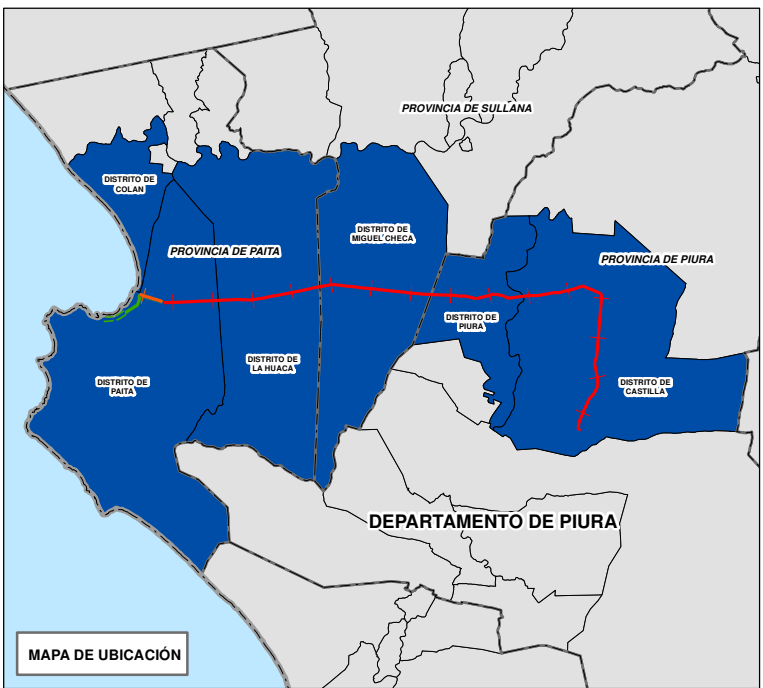 PROVINCIA DE SULLANA
DISTRITO DE
COLAN
DISTRITO DE
MIGUEL CHECA
PROVINCIA DE PAITA
PROVINCIA DE PIURA
DISTRITO DE
PIURA
DISTRITO DE
LA HUACA
DISTRITO DE
PAITA
DISTRITO DE
CASTILLA
DEPARTAMENTO DE PIURA
MAPA DE UBICACIÓN